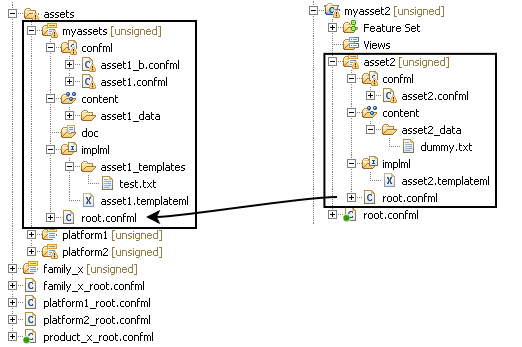 assets
myassets [unsigned]
confml
asset1_b.confml
asset1.confml
content
asset1_data
doc
implml
asset1_templates
test.txt
asset1.templateml
root.confml
platform1 [unsigned]
platform2 [unsigned]
family_x [unsigned]
family_x_root.confml
platform1_root.confml
platform2_root.confml
product_x_root.confml
myasset2 [unsigned]
Feature Set
Views
asset2 [unsigned]
confml
asset2.confml
content
asset2_data
dummy.txt
implml
asset2.templateml
root.confml
root.confml